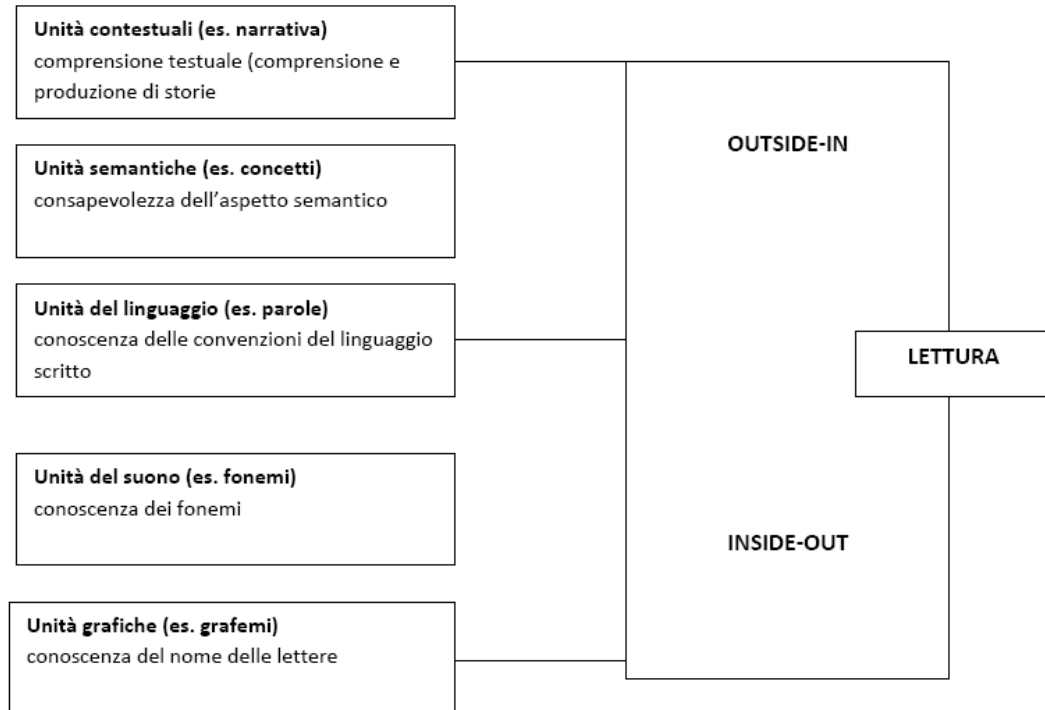 Unità contestuali (es. narrativa)
comprensione testuale (comprensione e
produzione di storie
Unità semantiche (es. concetti)
consapevolezza dell’aspetto semantico
Unità del linguaggio (es. parole)
conoscenza delle convenzioni del linguaggio
scritto
Unità del suono (es. fonemi)
conoscenza dei fonemi
Unità grafiche (es. grafemi)
conoscenza del nome delle lettere
OUTSIDE-IN
INSIDE-OUT
LETTURA